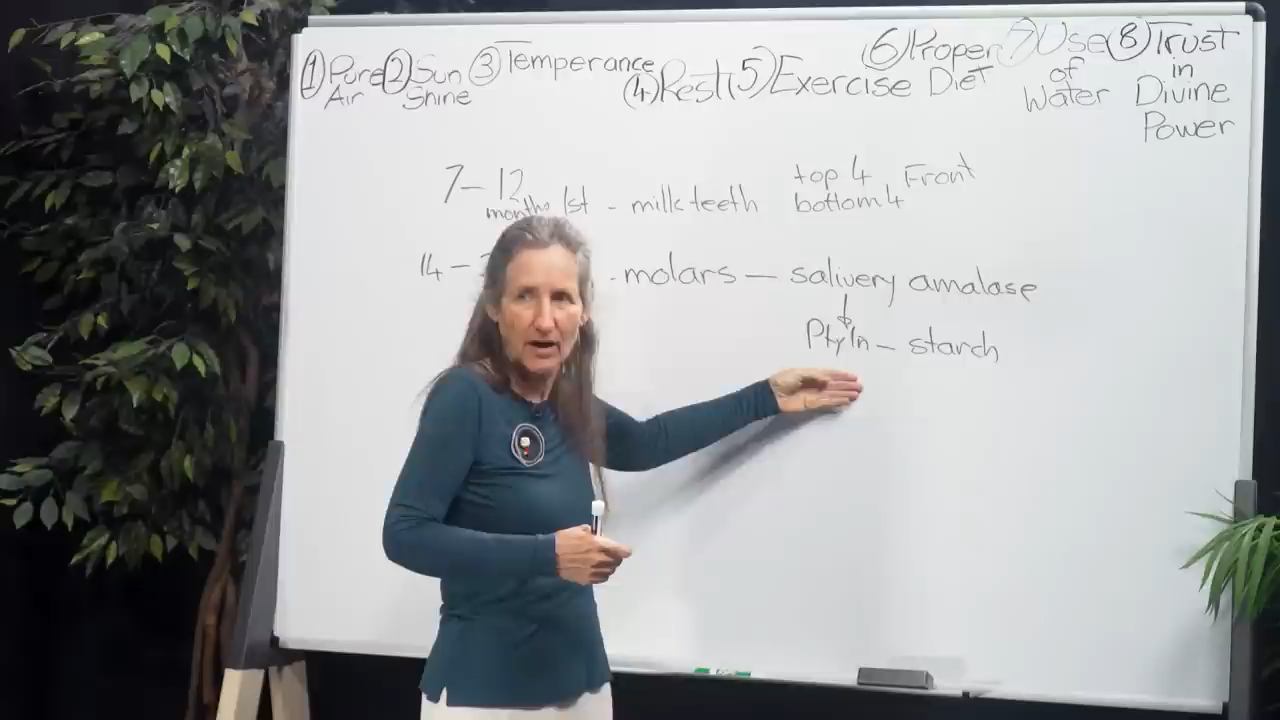 ① Pure Air
② Sun Shine
③ Temperance
(4) Rest
(5) Exercise
⑥ Proper Diet
⑦ Use of Water
⑧ Trust in Divine Power
7 – 12 months 1st - milk teeth top 4 bottom 4 Front
14 – - molars – salivery amalase
↓
Ptyln – starch